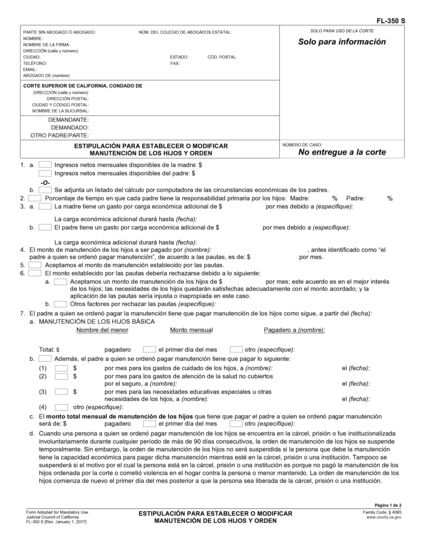 FL-350 S
PARTE SIN ABOGADO O ABOGADO: NÚM. DEL COLEGIO DE ABOGADOS ESTATAL:
NOMBRE:
NOMBRE DE LA FIRMA:
DIRECCIÓN (calle y número):
CIUDAD: ESTADO: CÓD. POSTAL:
TELÉFONO: FAX:
EMAIL:
ABOGADO DE (nombre):
SOLO PARA USO DE LA CORTE
Solo para información
CORTE SUPERIOR DE CALIFORNIA, CONDADO DE
DIRECCIÓN (calle y número):
DIRECCIÓN POSTAL:
CIUDAD Y CÓDIGO POSTAL:
NOMBRE DE LA SUCURSAL:
DEMANDANTE:
DEMANDADO:
OTRO PADRE/PARTE:
ESTIPULACIÓN PARA ESTABLECER O MODIFICAR
MANUTENCIÓN DE LOS HIJOS Y ORDEN
NÚMERO DE CASO:
No entregue a la corte
1. a. Ingresos netos mensuales disponibles de la madre: $
Ingresos netos mensuales disponibles del padre: $
-O-
b. Se adjunta un listado del cálculo por computadora de las circunstancias económicas de los padres.
2. Porcentaje de tiempo en que cada padre tiene la responsabilidad primaria por los hijos: Madre: % Padre: %
3. a. La madre tiene un gasto por carga económica adicional de $ por mes debido a (especifique):
La carga económica adicional durará hasta (fecha):
b. El padre tiene un gasto por carga económica adicional de $ por mes debido a (especifique):
La carga económica adicional durará hasta (fecha):
4. El monto de manutención de los hijos a ser pagado por (nombre): , antes identificado como "el
padre a quien se ordenó pagar manutención", de acuerdo a las pautas, es de: $ por mes.
5. Aceptamos el monto de manutención establecido por las pautas.
6. El monto establecido por las pautas debería rechazarse debido a lo siguiente:
a. Aceptamos un monto de manutención de los hijos de $ por mes; este acuerdo es en el mejor interés
de los hijos; las necesidades de los hijos quedarán satisfechas adecuadamente con el monto acordado; y la
aplicación de las pautas sería injusta o inapropiada en este caso.
b. Otros factores por rechazar las pautas (especifique):
7. El padre a quien se ordenó pagar la manutención tiene que pagar manutención de los hijos como sigue, a partir del (fecha):
a. MANUTENCIÓN DE LOS HIJOS BÁSICA
Nombre del menor Monto mensual Pagadero a (nombre):
Total: $ pagadero el primer día del mes otro (especifique):
b. Además, el padre a quien se ordenó pagar manutención tiene que pagar lo siguiente:
(1) $ por mes para los gastos de cuidado de los hijos, a (nombre): el (fecha):
(2) $ por mes para los gastos de atención de la salud no cubiertos
por el seguro, a (nombre): el (fecha):
(3) $ por mes para las necesidades educativas especiales u otras
necesidades de los hijos, a (nombre): el (fecha):
(4) otro (especifique):
c. El monto total mensual de manutención de los hijos que tiene que pagar el padre a quien se ordenó pagar manutención
será de: $ pagadero el primer día del mes otro (especifique):
d. Cuando una persona a quien se ordenó pagar manutención de los hijos se encuentra en la cárcel, prisión o fue institucionalizada
involuntariamente durante cualquier período de más de 90 días consecutivos, la orden de manutención de los hijos se suspende
temporalmente. Sin embargo, la orden de manutención de los hijos no será suspendida si la persona que debe la manutención
tiene la capacidad económica para pagar dicha manutención mientras esté en la cárcel, prisión o una institución. Tampoco se
suspenderá si el motivo por el cual la persona está en la cárcel, prisión o una institución es porque no pagó la manutención de los
hijos ordenada por la corte o cometió violencia en el hogar contra la persona o menor mantenido. La orden de manutención de los
hijos comienza de nuevo el primer día del mes posterior a que la persona sea liberada de la cárcel, prisión o una institución.
Página 1 de 2
Form Adopted for Mandatory Use
Judicial Council of California
FL-350 S [Rev. January 1, 2017]
ESTIPULACIÓN PARA ESTABLECER O MODIFICAR
MANUTENCIÓN DE LOS HIJOS Y ORDEN
Family Code, § 4065
www.courts.ca.gov